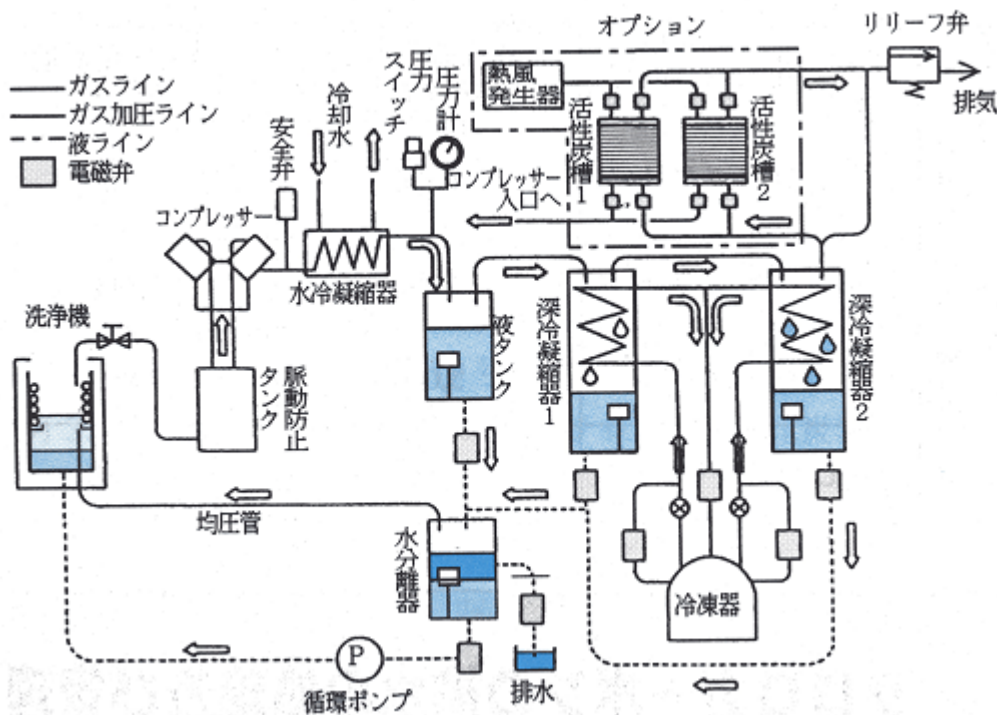 オプション
リリーフ弁
排気
熱風
発生器
活性炭槽1
活性炭槽2
ガスライン
ガス加圧ライン
液ライン
電磁弁
安全弁
冷却水
圧力
スイッチ
圧力計
コンプレッサー
入口へ
コンプレッサー
水冷凝縮器
洗浄機
脈動防止
タンク
液タンク
深冷凝縮器1
深冷凝縮器2
均圧管
水分離器
冷凍器
P
循環ポンプ
排水